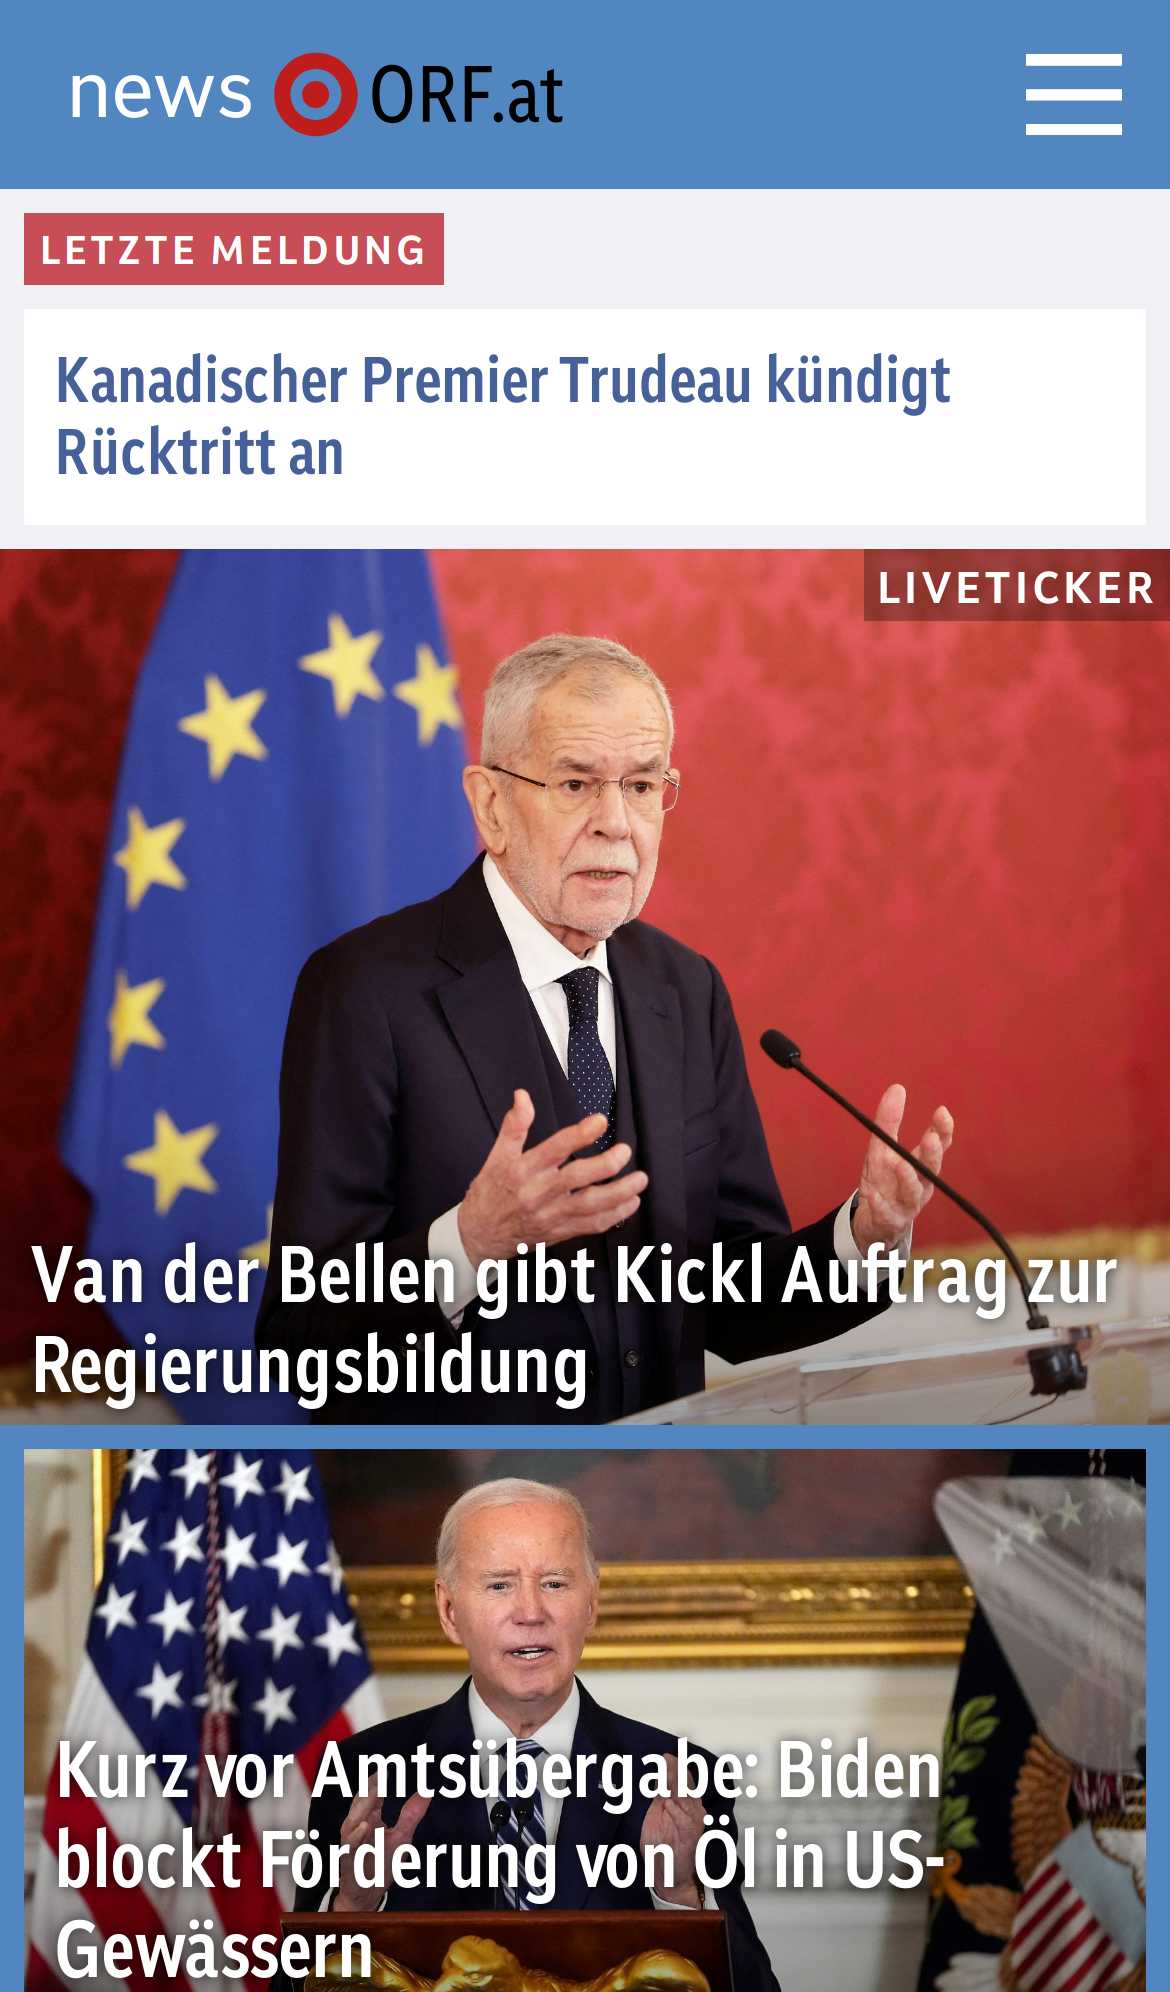 news ORF.at
LETZTE MELDUNG
Kanadischer Premier Trudeau kündigt
Rücktritt an
LIVETICKER
Van der Bellen gibt Kickl Auftrag zur
Regierungsbildung
Kurz vor Amtsübergabe: Biden
blockt Förderung von Öl in US-
Gewässern